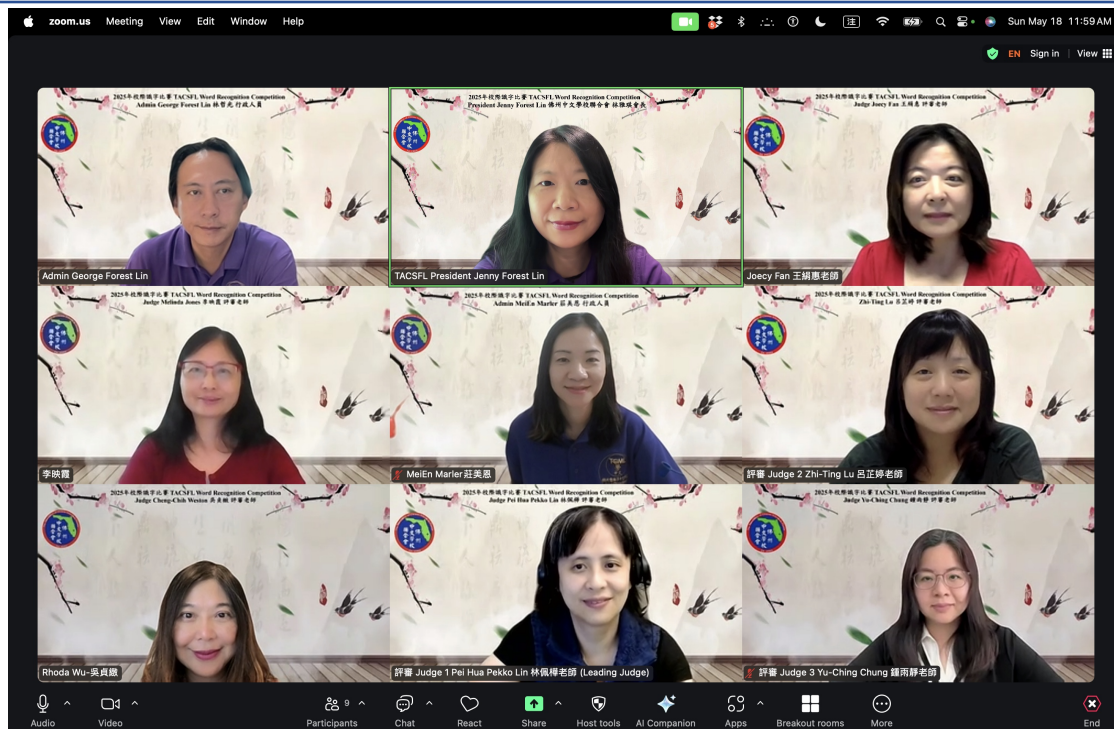 zoom.us Meeting View Edit Window Help
Sun May 18 11:59 AM
EN Sign in View
2025年校際識字比賽 TACSFL Word Recognition Competition
Admin George Forest Lin 林哲光 行政人員
Admin George Forest Lin
2025年校際識字比賽 TACSFL Word Recognition Competition
President Jenny Forest Lin 佛州中文學校聯合會 林雅琪會長
TACSFL President Jenny Forest Lin
2025年校際識字比賽 TACSFL Word Recognition Competition
Judge Joecy Fan 王絹惠 評審老師
Joecy Fan 王絹惠老師
2025年校際識字比賽 TACSFL Word Recognition Competition
Judge Melinda Jones 李映霞 評審老師
李映霞
2025年校際識字比賽 TACSFL Word Recognition Competition
Admin MeiEn Marler 莊美恩 行政人員
MeiEn Marler 莊美恩
2025年校際識字比賽 TACSFL Word Recognition Competition
Zhi-Ting Lu 呂芷婷 評審老師
評審 Judge 2 Zhi-Ting Lu 呂芷婷老師
2025年校際識字比賽 TACSFL Word Recognition Competition
Judge Cheng-Chih Weston 吳貞緻 評審老師
Rhoda Wu-吳貞緻
2025年校際識字比賽 TACSFL Word Recognition Competition
Judge Pei Hua Pekko Lin 林佩樺 評審老師
評審 Judge 1 Pei Hua Pekko Lin 林佩樺老師 (Leading Judge)
2025年校際識字比賽 TACSFL Word Recognition Competition
Judge Yu-Ching Chung 鍾雨靜 評審老師
評審 Judge 3 Yu-Ching Chung 鍾雨靜老師
9
Audio Video Participants Chat React Share Host tools AI Companion Apps Breakout rooms More End